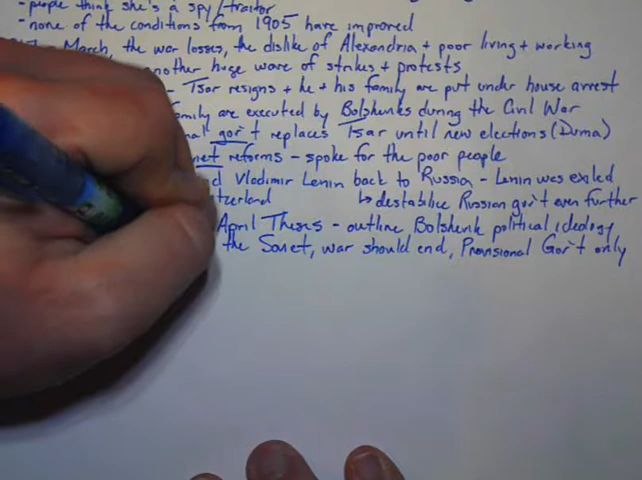 - people think she's a spy/traitor
- none of the conditions from 1905 have improved
March, the war losses, the dislike of Alexandria + poor living + working
another huge wave of strikes + protests
- Tsar resigns + he + his family are put under house arrest
family are executed by Bolsheviks during the Civil War
gov't replaces Tsar until new elections (Duma)
reforms - spoke for the poor people
Vladimir Lenin back to Russia - Lenin was exiled
↳ destablize Russian gov't even further
April Theses - outline Bolshevik political ideology
the Soviet, war should end, Provisional Gov't only